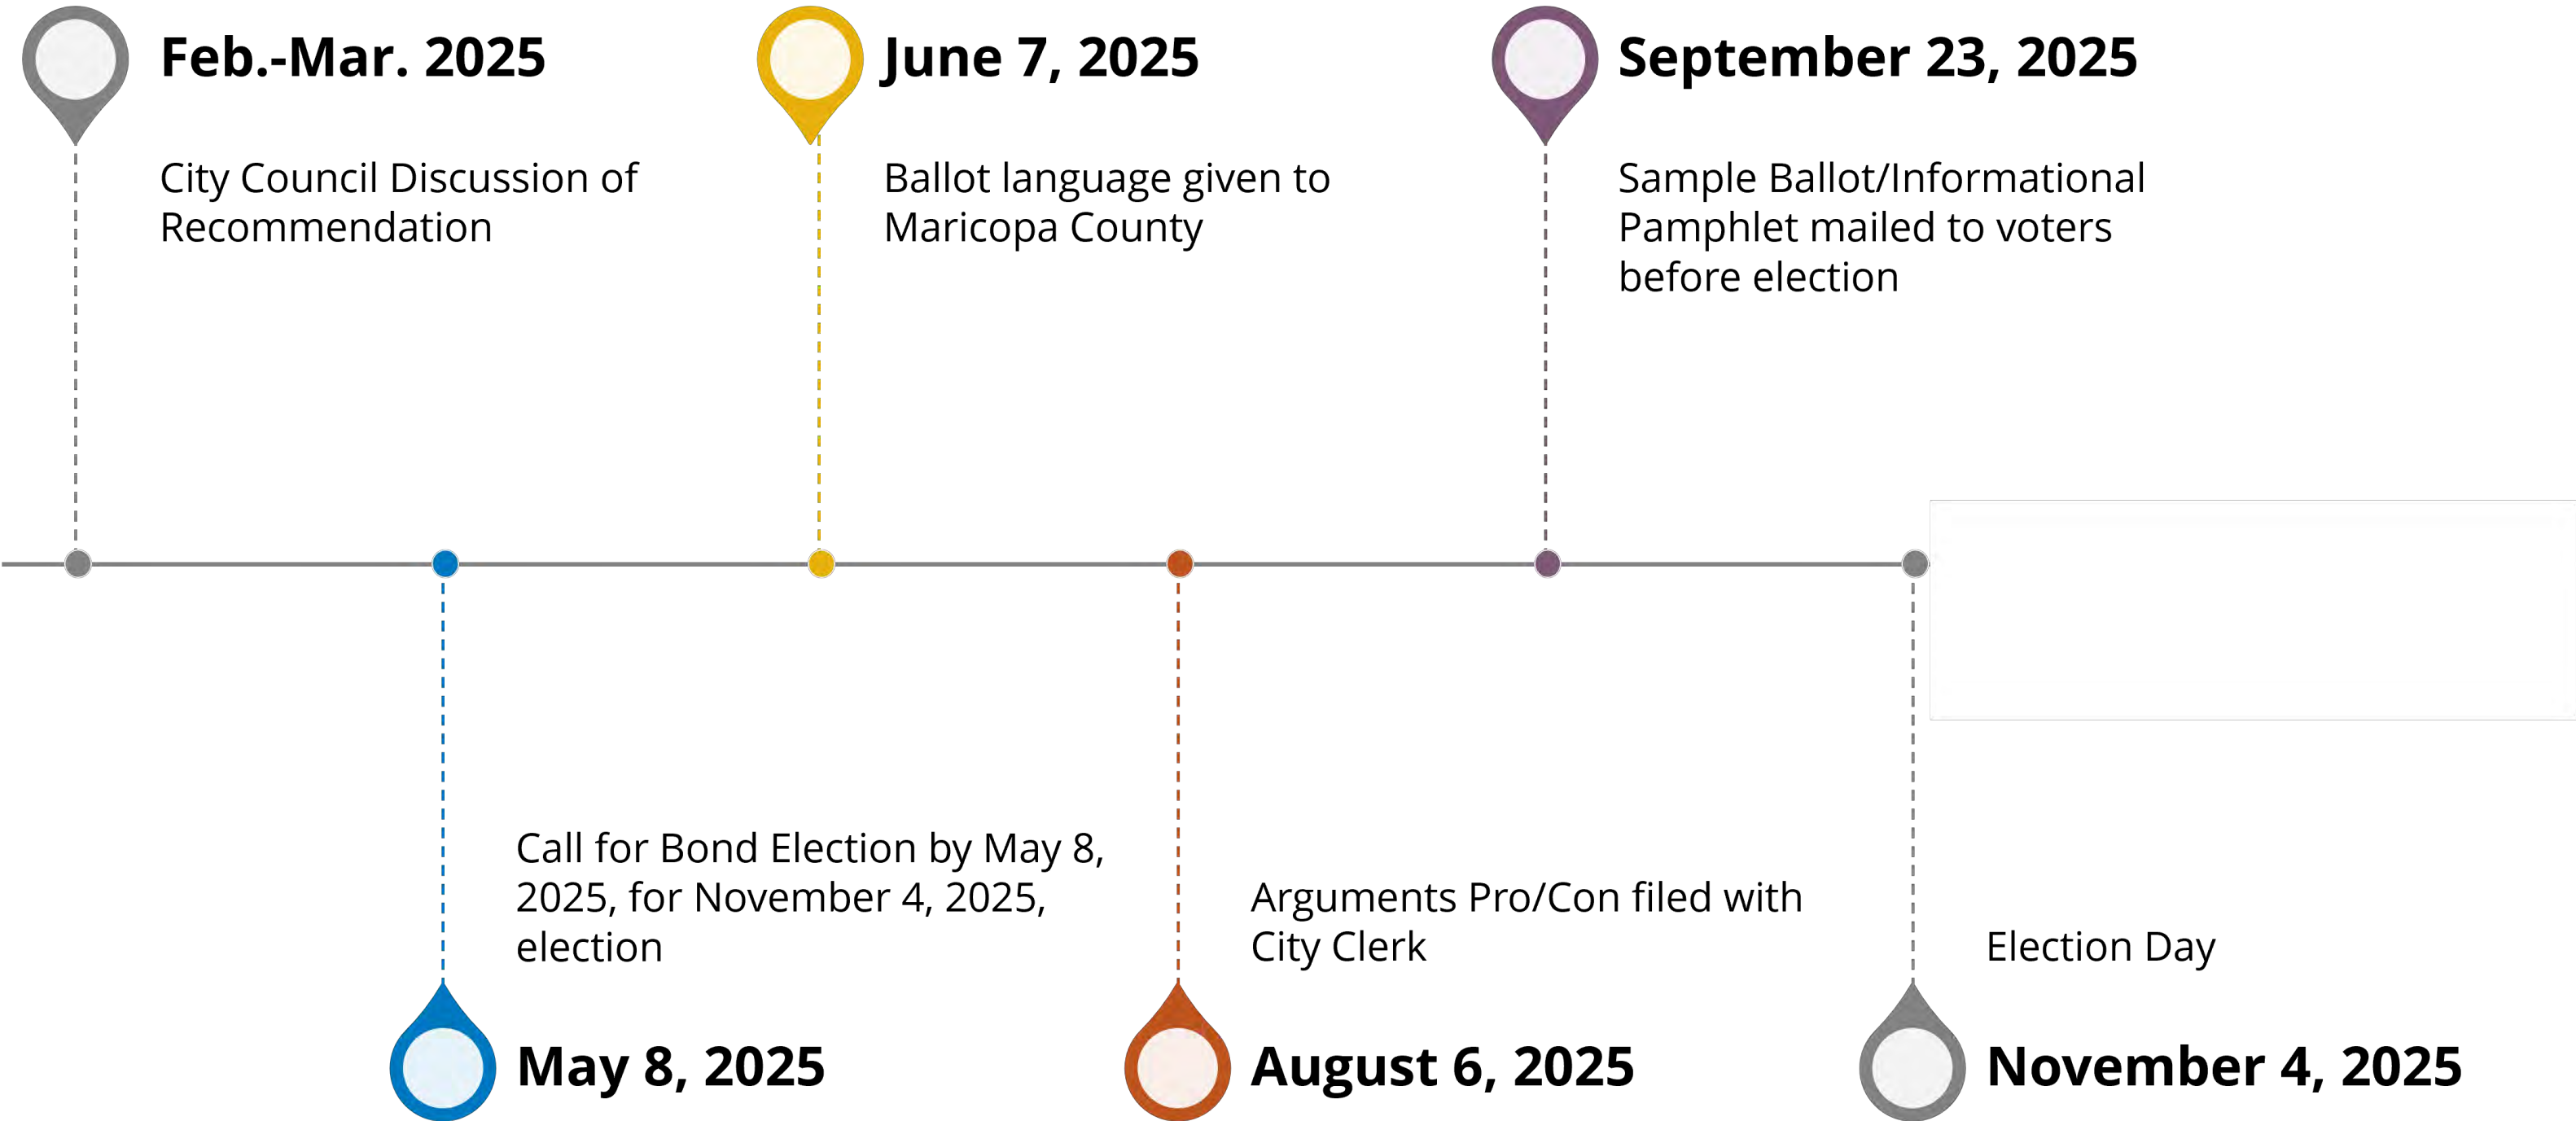 Feb.-Mar. 2025
City Council Discussion of
Recommendation
June 7, 2025
Ballot language given to
Maricopa County
September 23, 2025
Sample Ballot/Informational
Pamphlet mailed to voters
before election
Call for Bond Election by May 8,
2025, for November 4, 2025,
election
May 8, 2025
Arguments Pro/Con filed with
City Clerk
August 6, 2025
Election Day
November 4, 2025